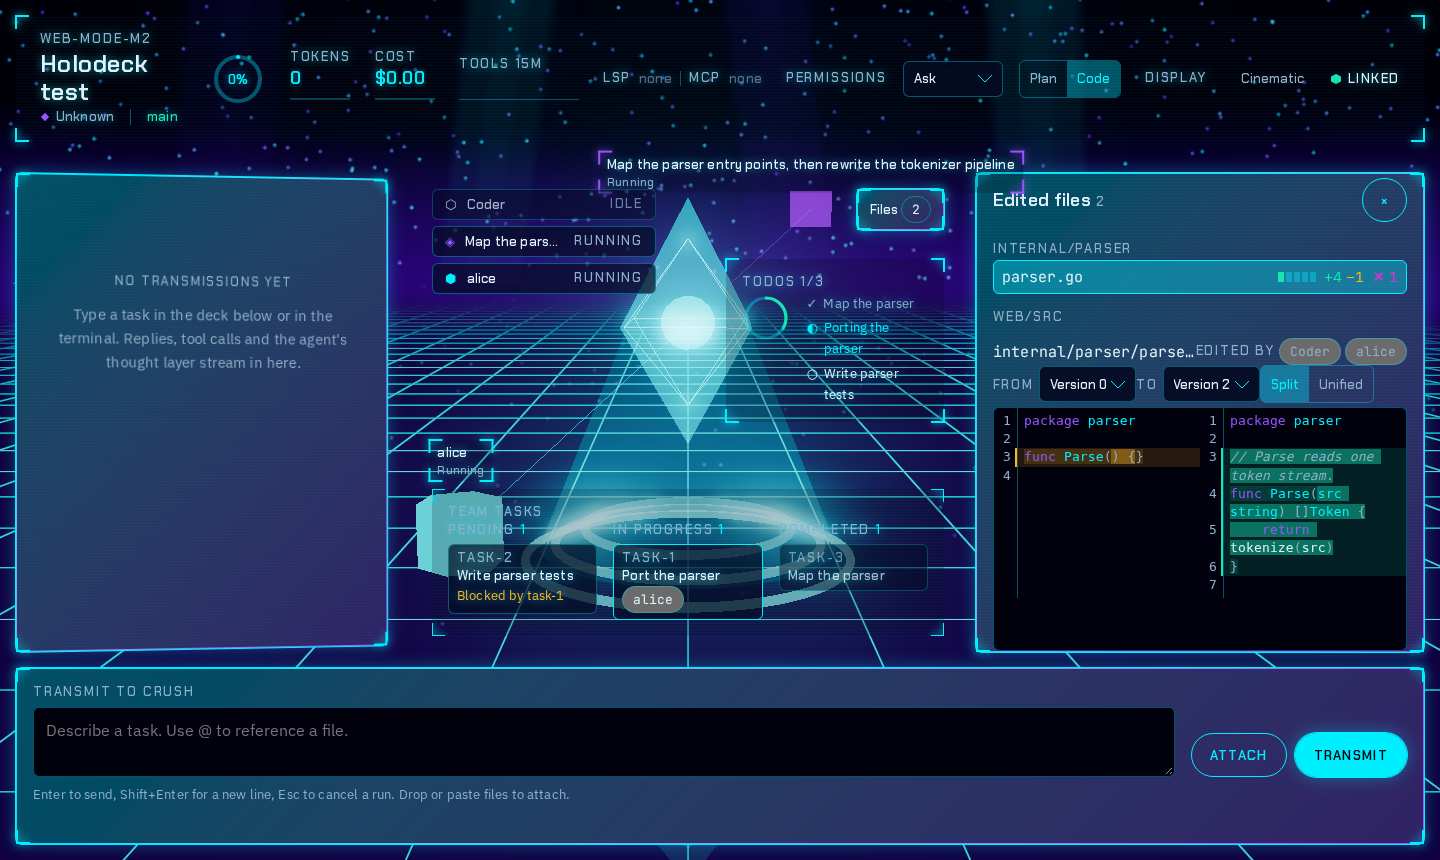 WEB-MODE-M2
Holodeck test
Unknown main
0%
TOKENS
0
COST
$0.00
TOOLS 15M
LSP none MCP none
PERMISSIONS
Ask
Plan Code
DISPLAY
Cinematic
LINKED
NO TRANSMISSIONS YET
Type a task in the deck below or in the
terminal. Replies, tool calls and the agent's
thought layer stream in here.
Map the parser entry points, then rewrite the tokenizer pipeline
Running
Coder IDLE
Map the pars… RUNNING
alice RUNNING
Files 2
TODOS 1/3
✓ Map the parser
Porting the
parser
Write parser
tests
alice
Running
TEAM TASKS
PENDING 1
TASK-2
Write parser tests
Blocked by task-1
IN PROGRESS 1
TASK-1
Port the parser
alice
COMPLETED 1
TASK-3
Map the parser
Edited files 2
×
INTERNAL/PARSER
parser.go +4 −1 ✕ 1
WEB/SRC
internal/parser/parse… EDITED BY Coder alice
FROM Version 0 TO Version 2 Split Unified
1 package parser
2
3 func Parse() {}
4
1 package parser
2
3 // Parse reads one
token stream.
4 func Parse(src
string) []Token {
5 return
tokenize(src)
6 }
7
TRANSMIT TO CRUSH
Describe a task. Use @ to reference a file.
ATTACH
TRANSMIT
Enter to send, Shift+Enter for a new line, Esc to cancel a run. Drop or paste files to attach.